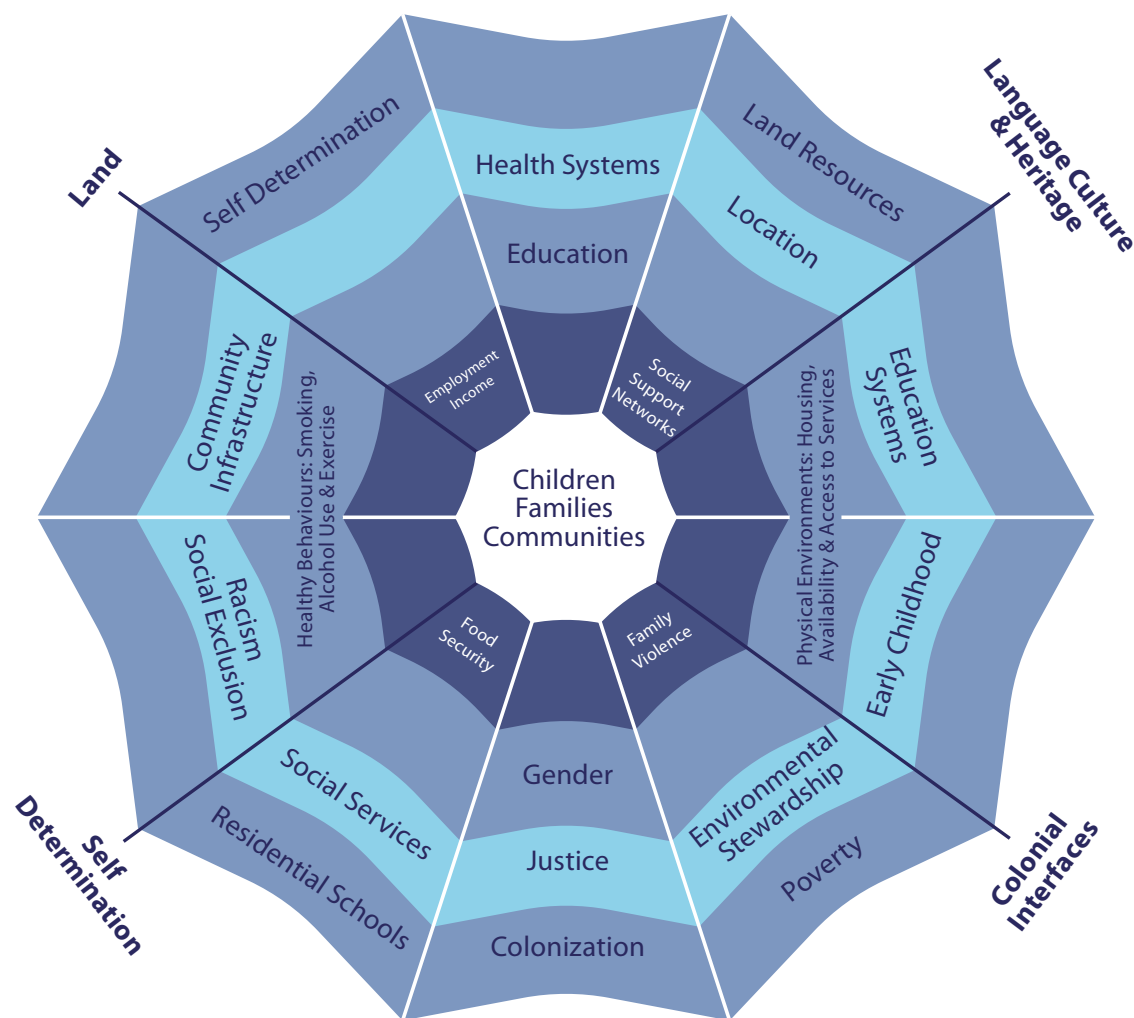 Land
Language Culture
& Heritage
Self Determination
Land Resources
Health Systems
Location
Education
Community
Infrastructure
Education
Systems
Employment
Income
Social
Support
Networks
Healthy Behaviours: Smoking,
Alcohol Use & Exercise
Physical Environments: Housing,
Availability & Access to Services
Children
Families
Communities
Racism
Social Exclusion
Early Childhood
Food
Security
Family
Violence
Social Services
Gender
Environmental
Stewardship
Residential Schools
Justice
Poverty
Colonization
Self
Determination
Colonial
Interfaces